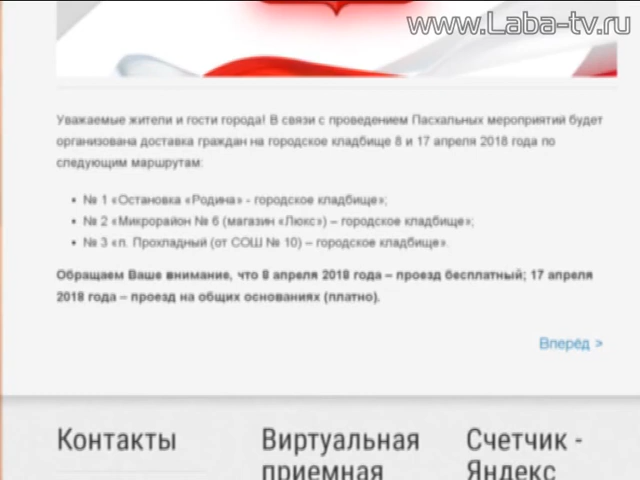 www.Laba-tv.ru
Уважаемые жители и гости города! В связи с проведением Пасхальных мероприятий будет
организована доставка граждан на городское кладбище 8 и 17 апреля 2018 года по
следующим маршрутам:
• № 1 «Остановка «Родина» - городское кладбище»;
• № 2 «Микрорайон № 6 (магазин «Люкс») – городское кладбище»;
• № 3 «п. Прохладный (от СОШ № 10) – городское кладбище».
Обращаем Ваше внимание, что 8 апреля 2018 года – проезд бесплатный; 17 апреля
2018 года – проезд на общих основаниях (платно).
Вперёд >
Контакты Виртуальная Счетчик -
приемная Яндекс